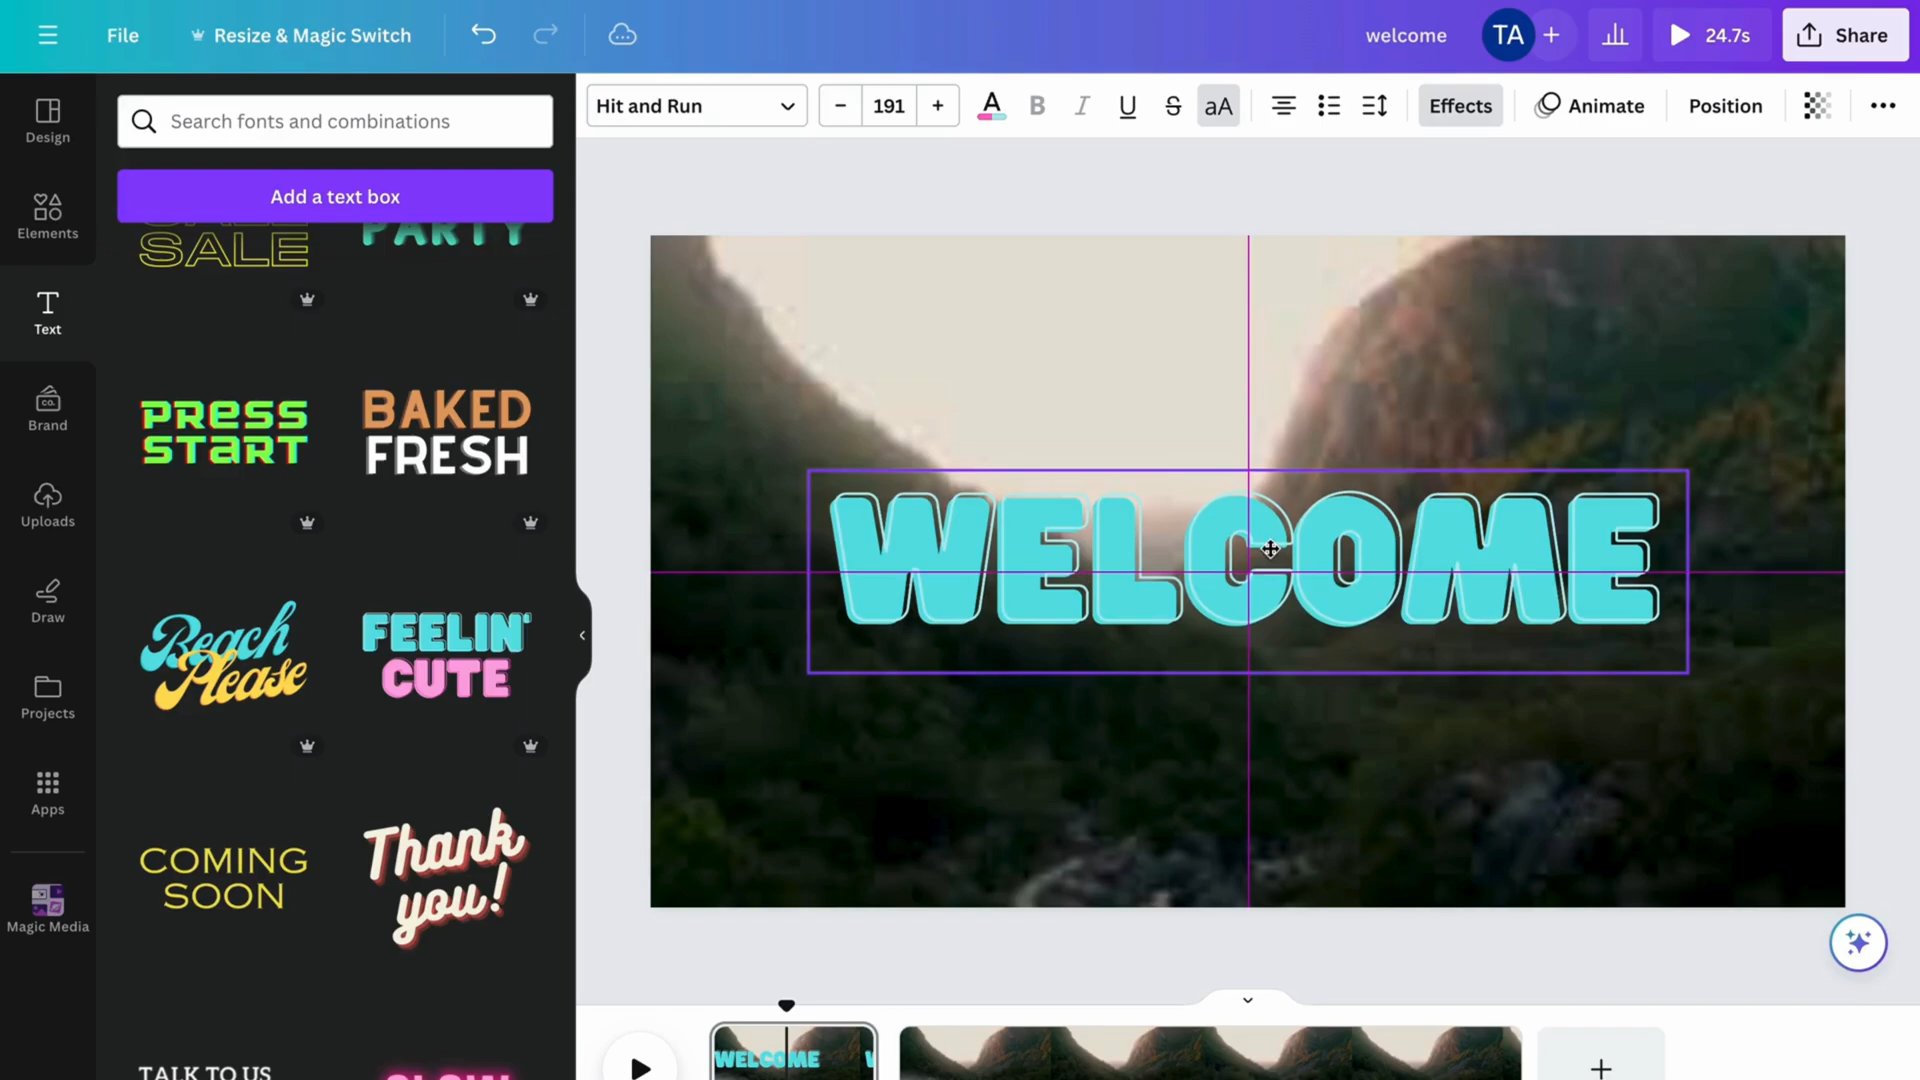 File
Resize & Magic Switch
welcome
TA
24.7s
Share
Design
Elements
Text
Brand
CO.
Uploads
Draw
Projects
Apps
Magic Media
Search fonts and combinations
Add a text box
SALE
PARTY
PRESS
START
BAKED
FRESH
Beach
Please
FEELIN'
CUTE
COMING
SOON
Thank
you!
TALK TO US
Hit and Run
191
A
B
I
U
S
aA
Effects
Animate
Position
WELCOME
WELCOME